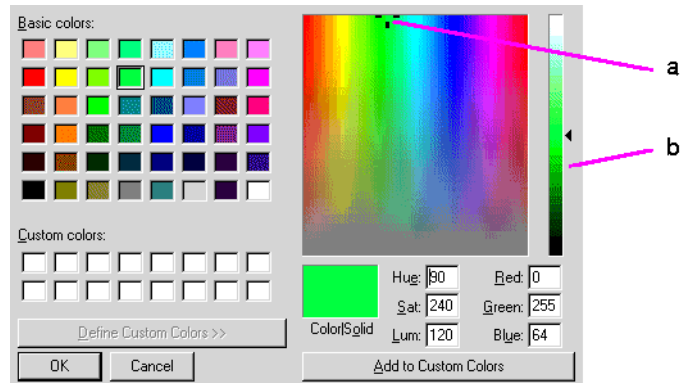 Basic colors:
a
b
Custom colors:
Define Custom Colors >>
OK
Cancel
Color|Solid
Hue: 90
Sat: 240
Lum: 120
Red: 0
Green: 255
Blue: 64
Add to Custom Colors